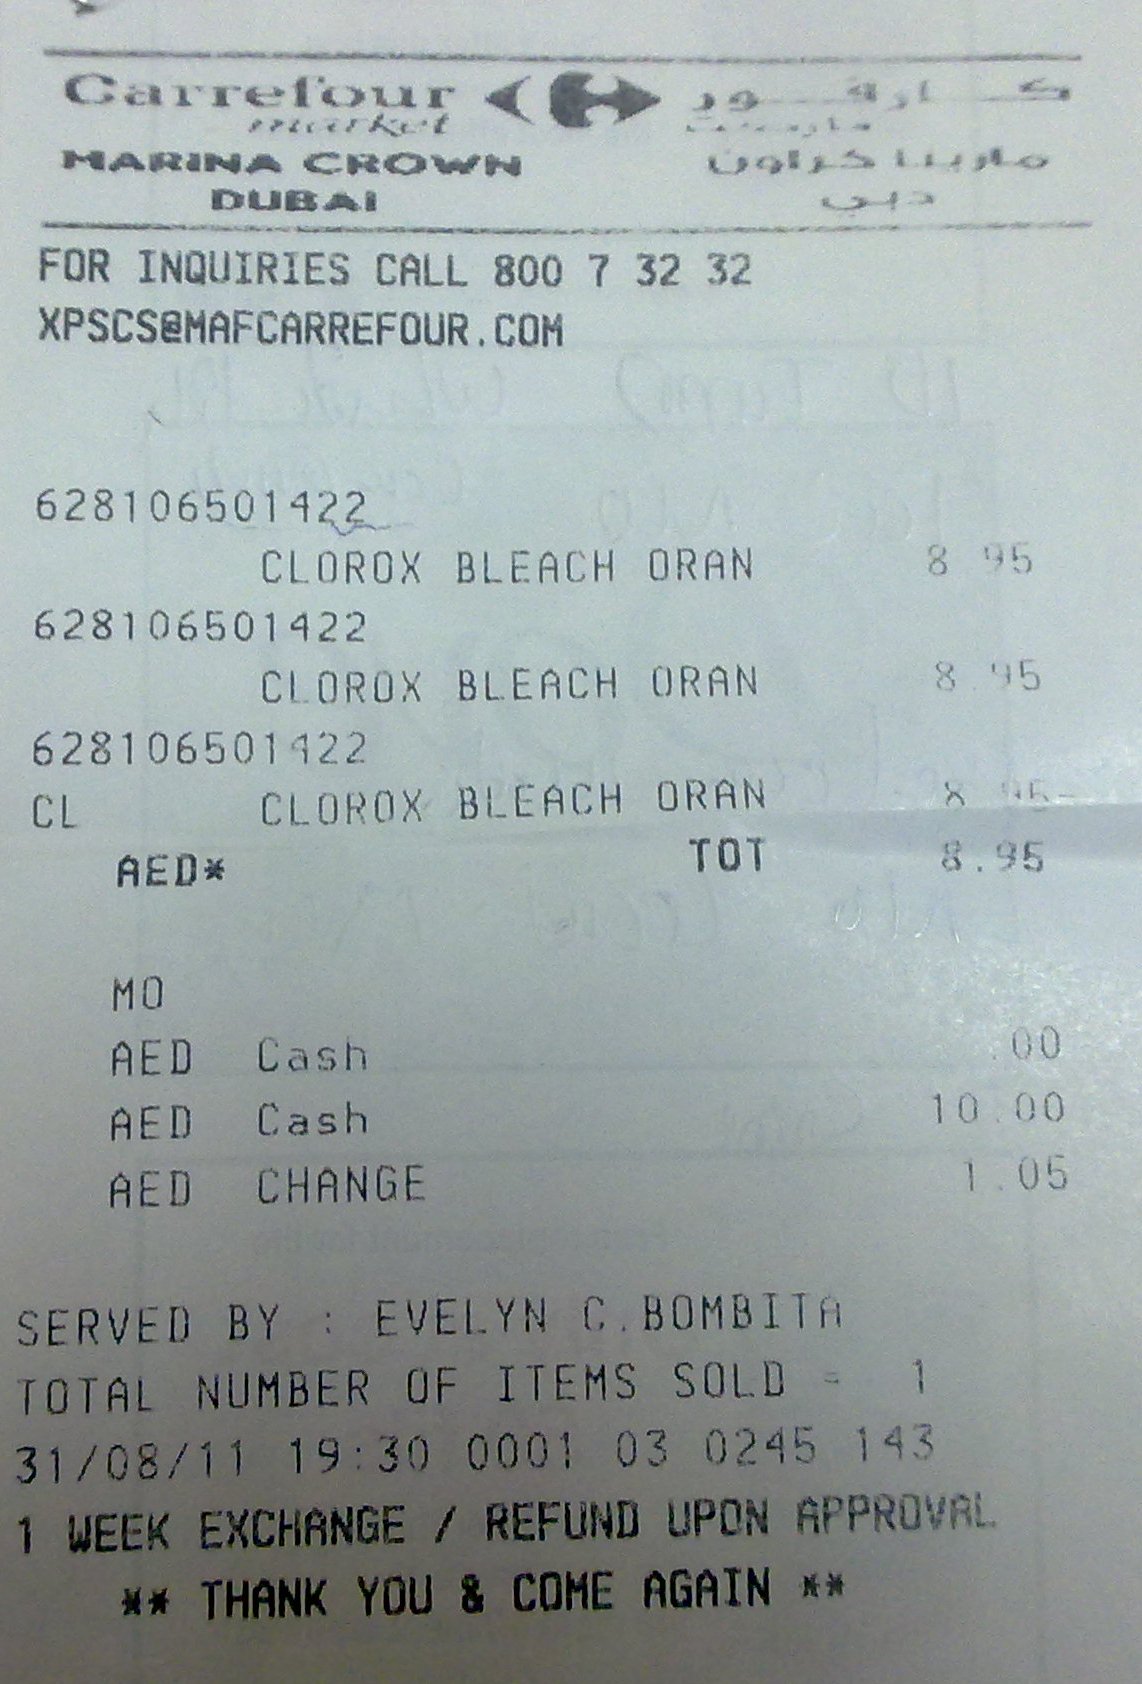 Carrefour كارفور
market ماركت
MARINA CROWN مارينا كراون
DUBAI دبي
FOR INQUIRIES CALL 800 7 32 32
XPSCS@MAFCARREFOUR.COM
628106501422
CLOROX BLEACH ORAN 8.95
628106501422
CLOROX BLEACH ORAN 8.95
628106501422
CL CLOROX BLEACH ORAN 8.95-
AED* TOT 8.95
MO
AED Cash .00
AED Cash 10.00
AED CHANGE 1.05
SERVED BY : EVELYN C.BOMBITA
TOTAL NUMBER OF ITEMS SOLD = 1
31/08/11 19:30 0001 03 0245 143
1 WEEK EXCHANGE / REFUND UPON APPROVAL
** THANK YOU & COME AGAIN **